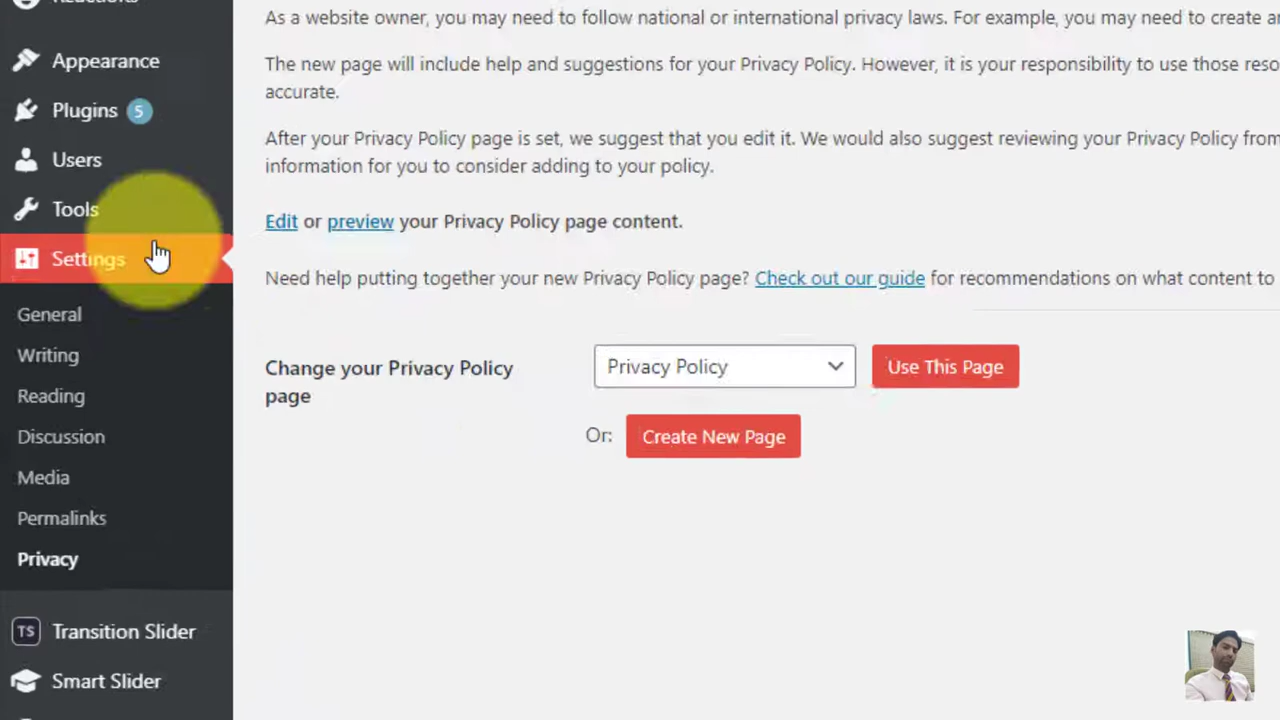 Appearance
Plugins 5
Users
Tools
Settings
General
Writing
Reading
Discussion
Media
Permalinks
Privacy
TS Transition Slider
Smart Slider
As a website owner, you may need to follow national or international privacy laws. For example, you may need to create
The new page will include help and suggestions for your Privacy Policy. However, it is your responsibility to use those
accurate.
After your Privacy Policy page is set, we suggest that you edit it. We would also suggest reviewing your Privacy Policy from
information for you to consider adding to your policy.
Edit or preview your Privacy Policy page content.
Need help putting together your new Privacy Policy page? Check out our guide for recommendations on what content to
Change your Privacy Policy
page
Privacy Policy
Use This Page
Or:
Create New Page